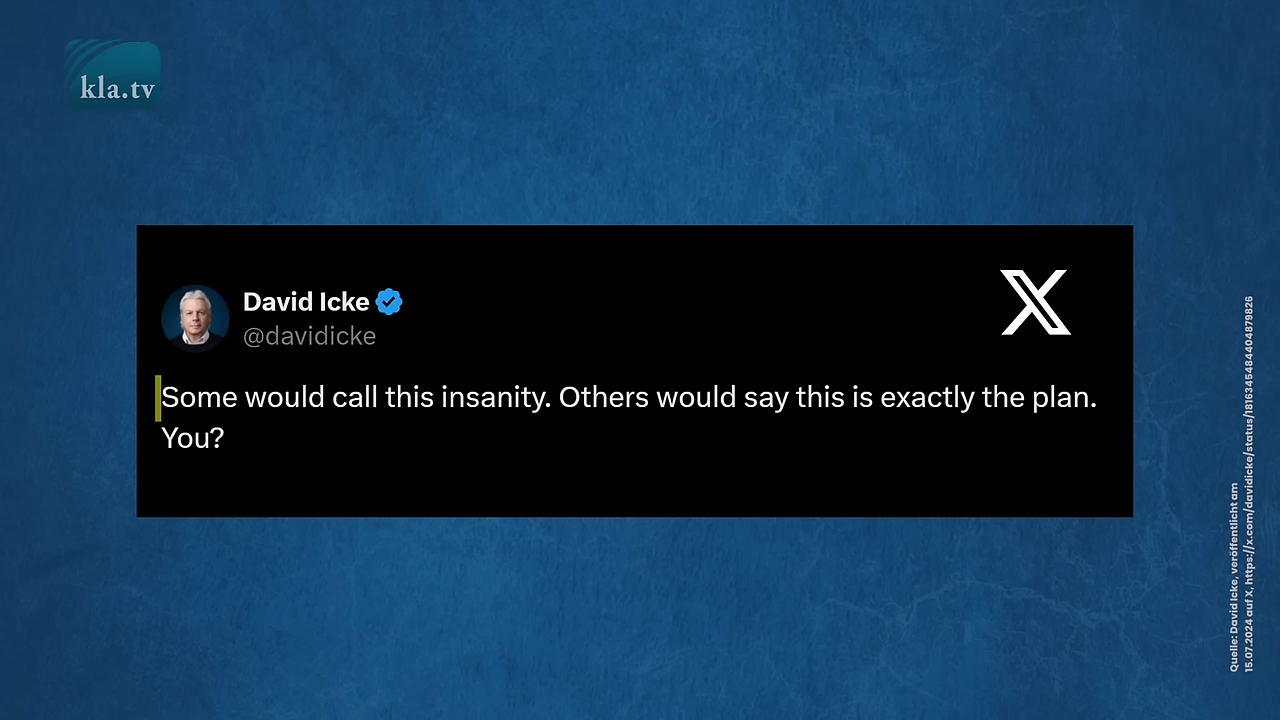 kla.tv
David Icke
@davidicke
Some would call this insanity. Others would say this is exactly the plan.
You?
Quelle: David Icke, veröffentlicht am
15.07.2024 auf X, https://x.com/davidicke/status/1816345484404879826